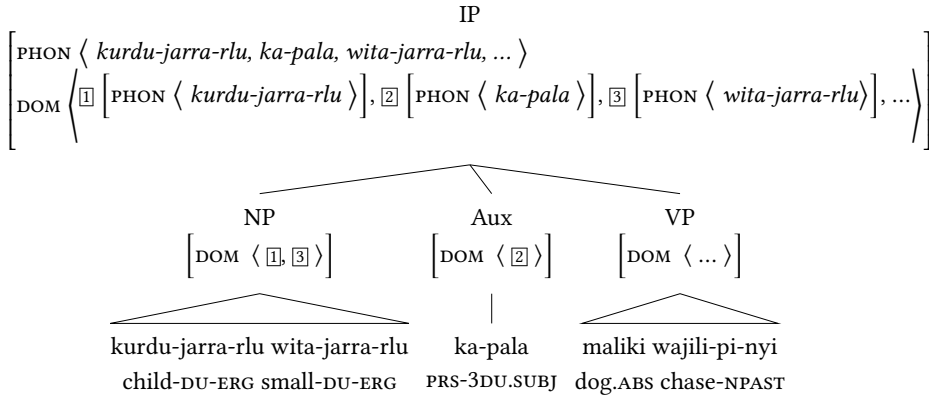 IP
PHON ⟨ kurdu-jarra-rlu, ka-pala, wita-jarra-rlu, … ⟩
DOM ⟨ 1 [PHON ⟨ kurdu-jarra-rlu ⟩], 2 [PHON ⟨ ka-pala ⟩], 3 [PHON ⟨ wita-jarra-rlu⟩], …⟩
NP Aux VP
[DOM ⟨ 1, 3 ⟩] [DOM ⟨ 2 ⟩] [DOM ⟨ … ⟩]
kurdu-jarra-rlu wita-jarra-rlu ka-pala maliki wajili-pi-nyi
child-DU-ERG small-DU-ERG PRS-3DU.SUBJ dog.ABS chase-NPAST